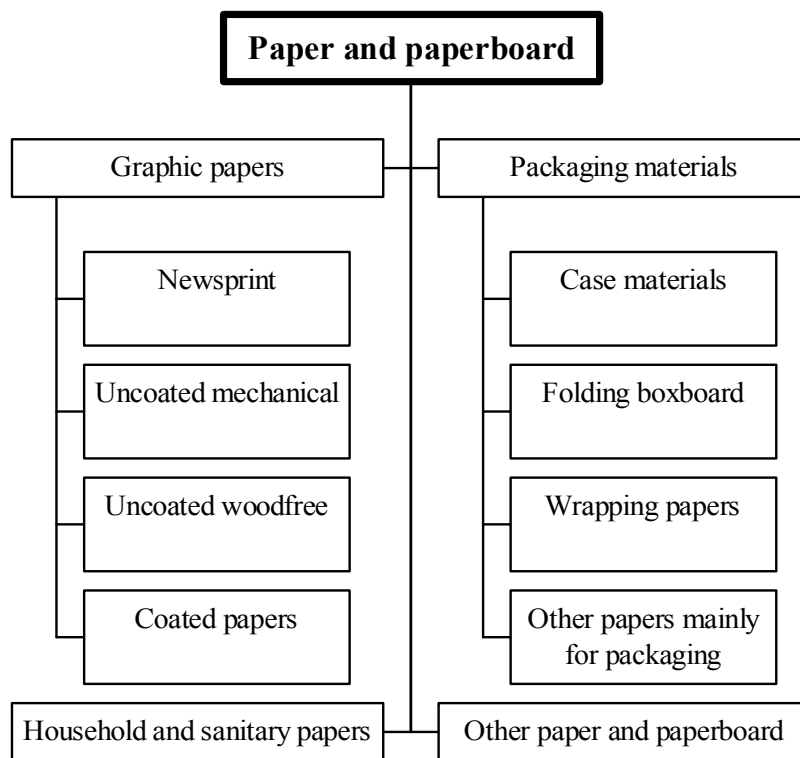 Paper and paperboard
Graphic papers
Packaging materials
Newsprint
Case materials
Uncoated mechanical
Folding boxboard
Uncoated woodfree
Wrapping papers
Coated papers
Other papers mainly
for packaging
Household and sanitary papers
Other paper and paperboard